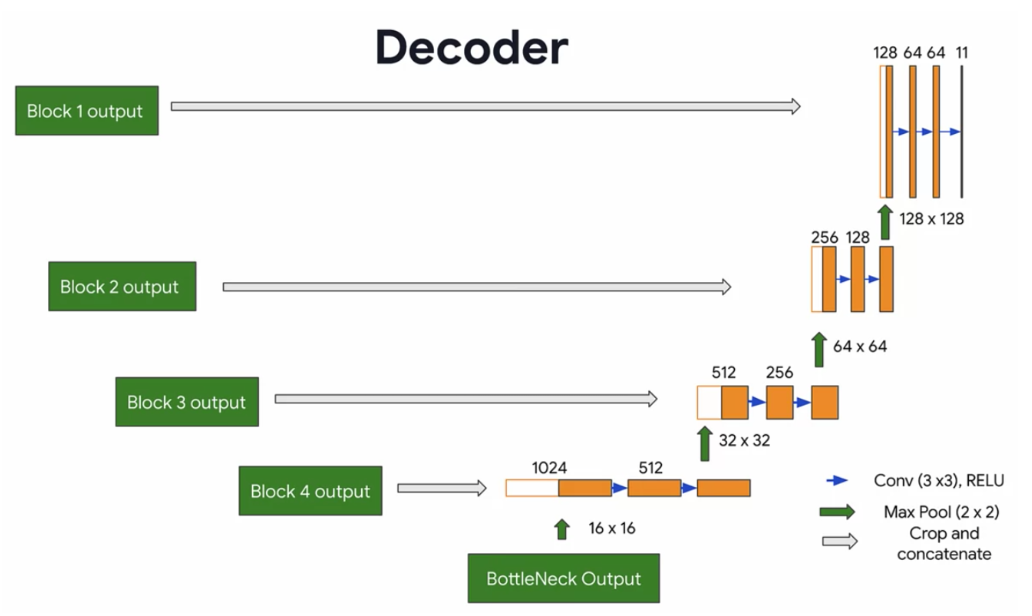 Decoder
128 64 64 11
Block 1 output
128 x 128
256 128
Block 2 output
64 x 64
512 256
Block 3 output
32 x 32
1024 512
Block 4 output
16 x 16
BottleNeck Output
Conv (3 x3), RELU
Max Pool (2 x 2)
Crop and
concatenate